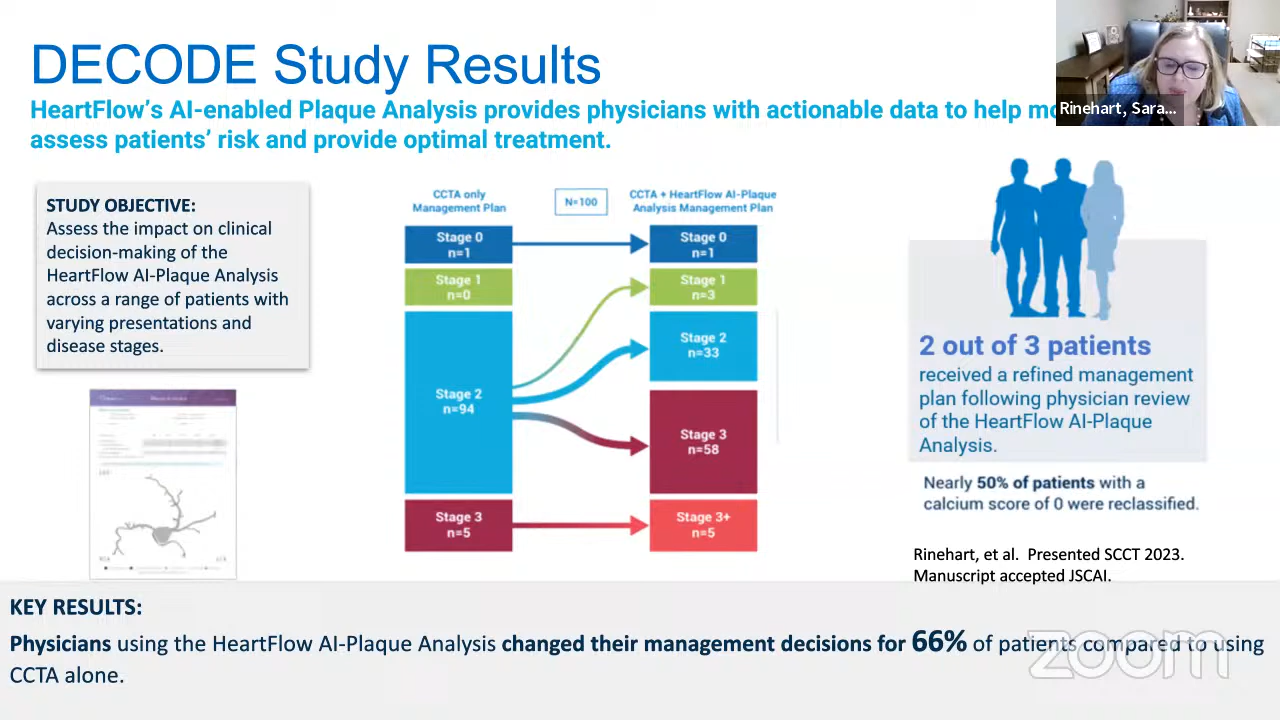 DECODE Study Results
HeartFlow’s AI-enabled Plaque Analysis provides physicians with actionable data to help
assess patients’ risk and provide optimal treatment.
Rinehart, Sara...
STUDY OBJECTIVE:
Assess the impact on clinical
decision-making of the
HeartFlow AI-Plaque Analysis
across a range of patients with
varying presentations and
disease stages.
CCTA only
Management Plan
N=100
CCTA + HeartFlow AI-Plaque
Analysis Management Plan
Stage 0
n=1
Stage 1
n=0
Stage 2
n=94
Stage 3
n=5
Stage 0
n=1
Stage 1
n=3
Stage 2
n=33
Stage 3
n=58
Stage 3+
n=5
2 out of 3 patients
received a refined management
plan following physician review
of the HeartFlow AI-Plaque
Analysis.
Nearly 50% of patients with a
calcium score of 0 were reclassified.
Rinehart, et al. Presented SCCT 2023.
Manuscript accepted JSCAI.
KEY RESULTS:
Physicians using the HeartFlow AI-Plaque Analysis changed their management decisions for 66% of patients compared to using
CCTA alone.
zoom